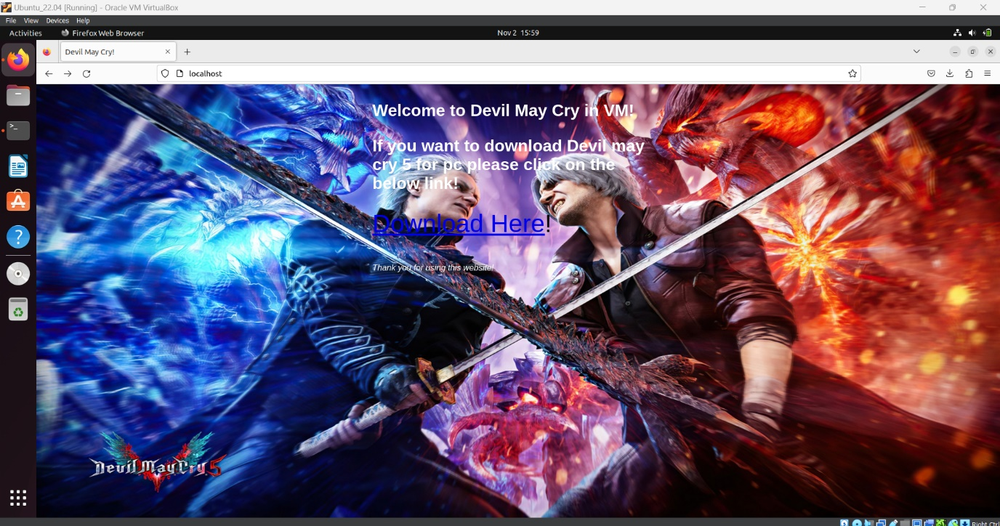 Ubuntu_22.04 [Running] - Oracle VM VirtualBox
File View Devices Help
Activities Firefox Web Browser Nov 2 15:59
Devil May Cry!
localhost
Welcome to Devil May Cry in VM!
If you want to download Devil may
cry 5 for pc please click on the
below link!
Download Here!
Thank you for using this website!
Devil May Cry 5
Right Ctrl